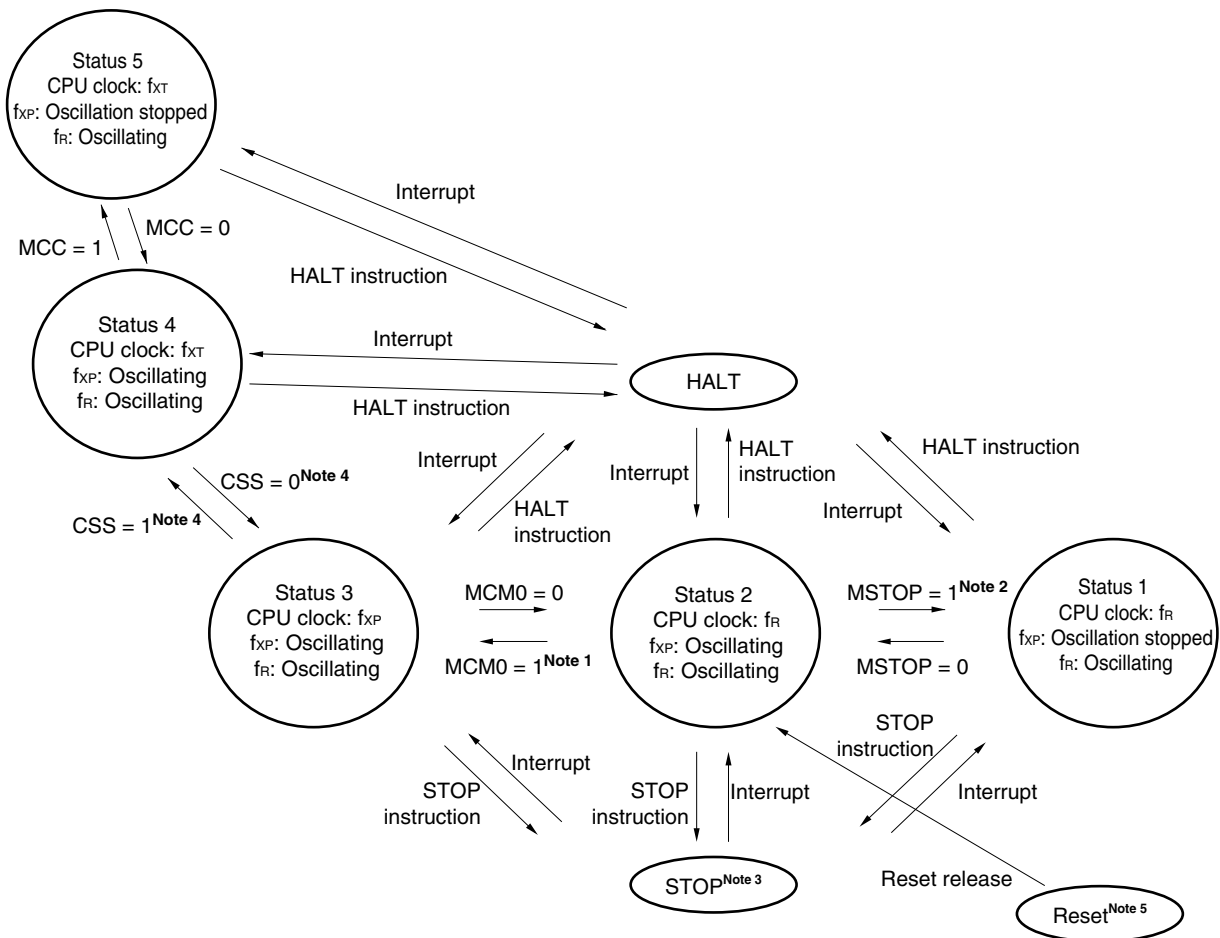 Status 5
CPU clock: fXT
fXP: Oscillation stopped
fR: Oscillating
Interrupt
MCC = 0
MCC = 1
HALT instruction
Status 4
CPU clock: fXT
fXP: Oscillating
fR: Oscillating
Interrupt
HALT
HALT instruction
Interrupt
HALT
instruction
Interrupt
HALT
instruction
HALT instruction
Interrupt
CSS = 0Note 4
CSS = 1Note 4
Status 3
CPU clock: fXP
fXP: Oscillating
fR: Oscillating
MCM0 = 0
MCM0 = 1Note 1
Status 2
CPU clock: fR
fXP: Oscillating
fR: Oscillating
MSTOP = 1Note 2
MSTOP = 0
Status 1
CPU clock: fR
fXP: Oscillation stopped
fR: Oscillating
STOP
instruction
Interrupt
STOP
instruction
Interrupt
STOP
instruction
Interrupt
STOPNote 3
Reset release
ResetNote 5